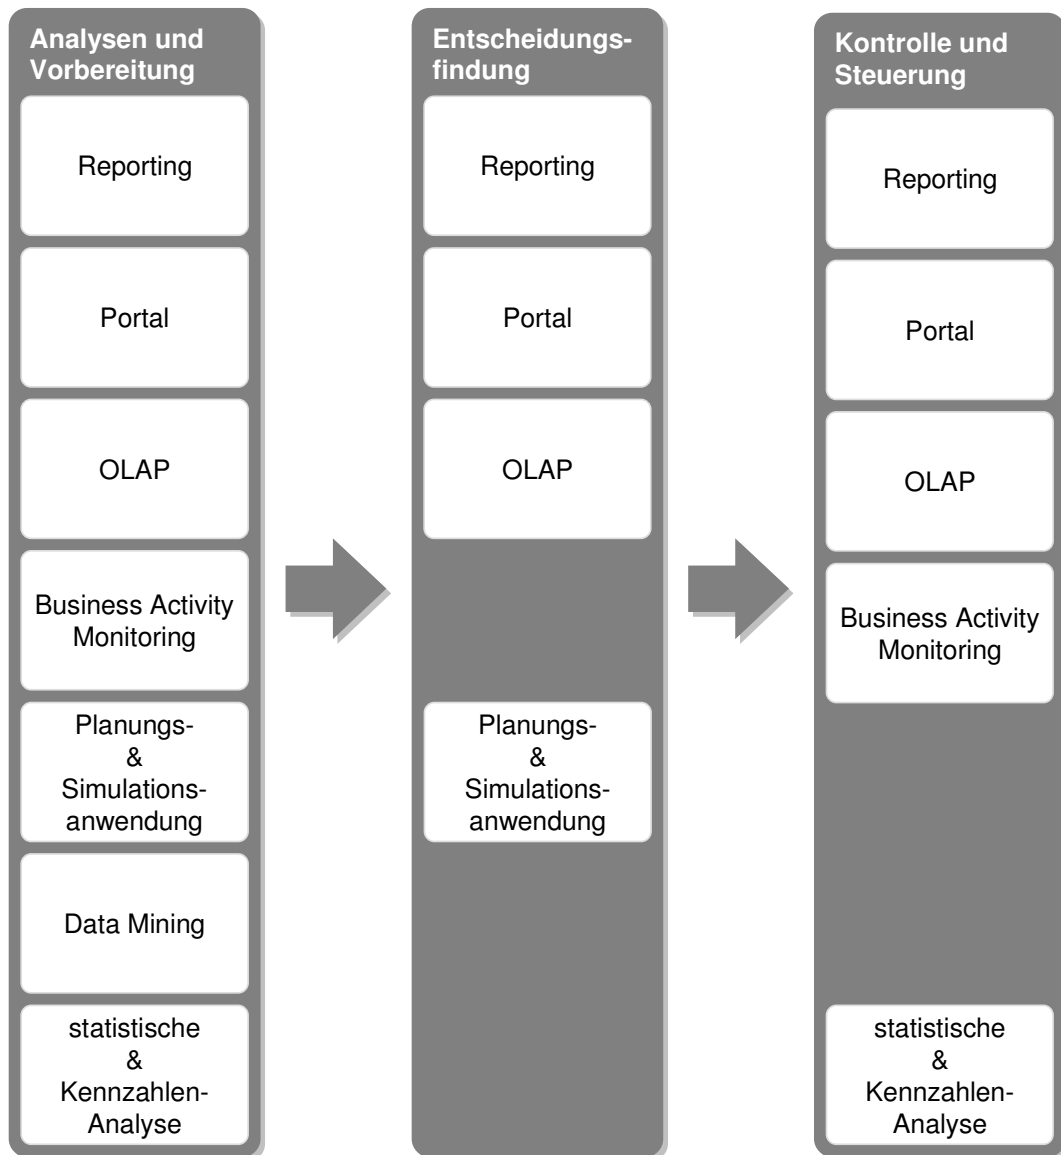 Analysen und
Vorbereitung
Reporting
Portal
OLAP
Business Activity
Monitoring
Planungs-
&
Simulations-
anwendung
Data Mining
statistische
&
Kennzahlen-
Analyse
Entscheidungs-
findung
Reporting
Portal
OLAP
Planungs-
&
Simulations-
anwendung
Kontrolle und
Steuerung
Reporting
Portal
OLAP
Business Activity
Monitoring
statistische
&
Kennzahlen-
Analyse